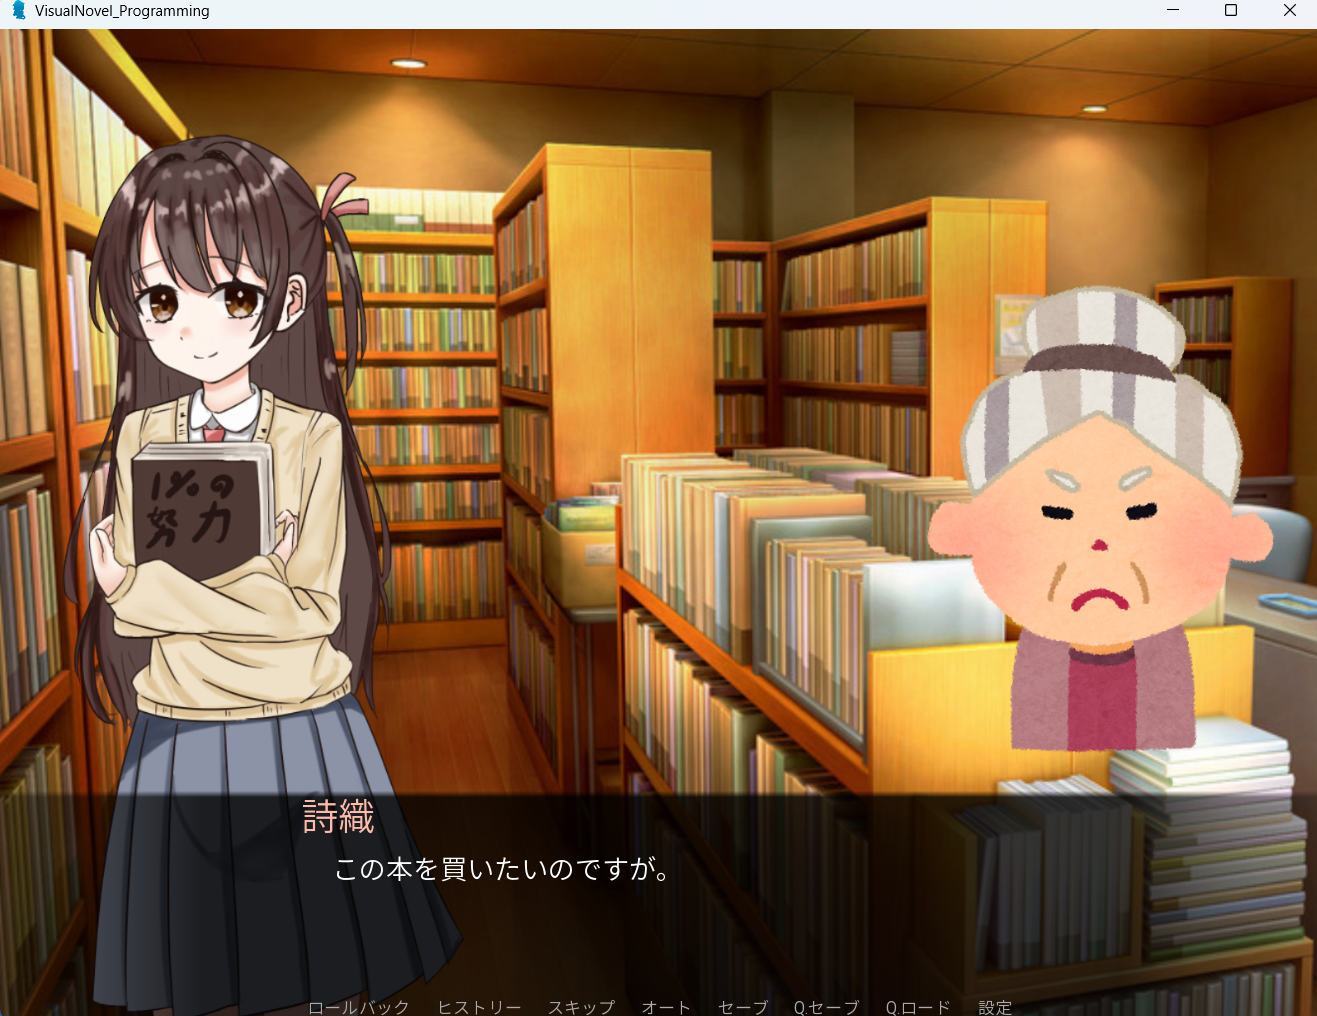 VisualNovel_Programming
1%の
努力
詩織
この本を買いたいのですが。
ロールバック ヒストリー スキップ オート セーブ Q.セーブ Q.ロード 設定